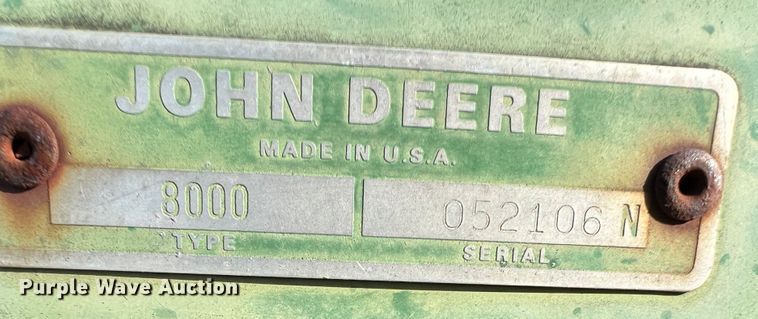 JOHN DEERE
MADE IN U.S.A.
8000 052106 N
TYPE SERIAL
Purple Wave Auction